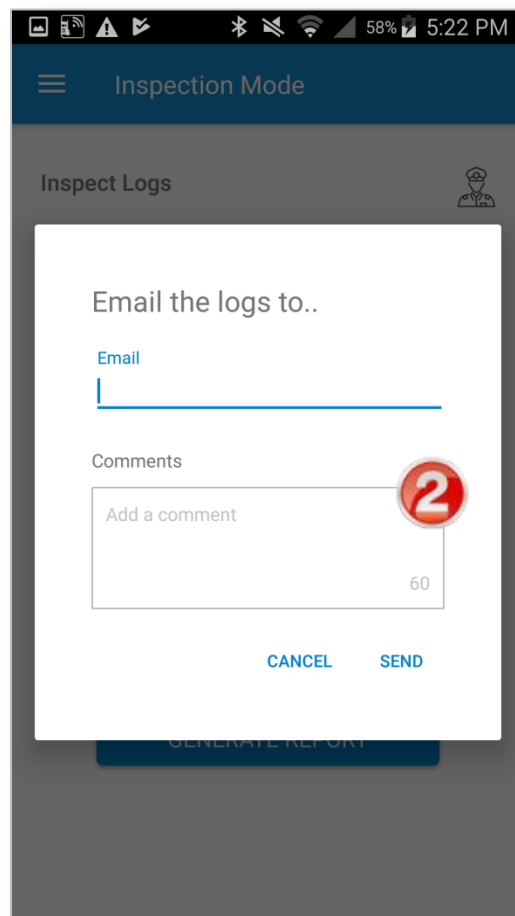 58% 5:22 PM
Inspection Mode
Inspect Logs
Email the logs to..
Email
Comments
2
Add a comment
60
CANCEL SEND
GENERATE REPORT